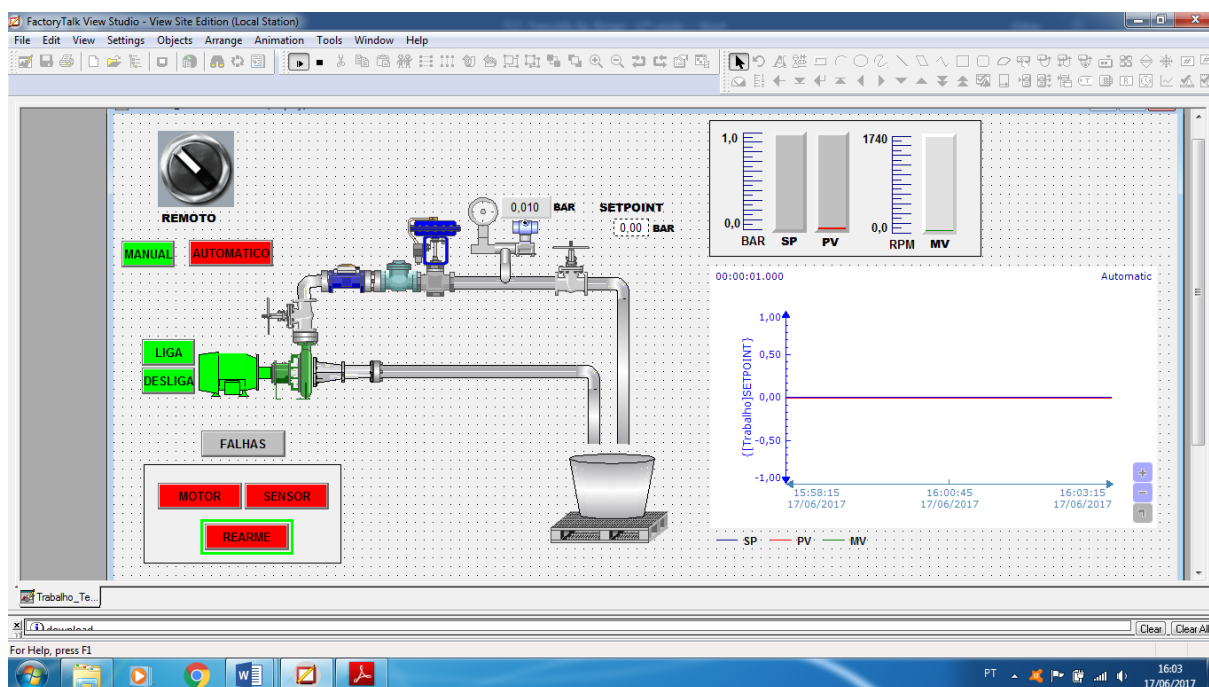 FactoryTalk View Studio - View Site Edition (Local Station)
File Edit View Settings Objects Arrange Animation Tools Window Help
REMOTO
MANUAL
AUTOMATICO
0,010 BAR
SETPOINT
0,00 BAR
1,0
0,0
BAR SP PV
1740
0,0
RPM MV
LIGA
DESLIGA
FALHAS
MOTOR
SENSOR
REARME
00:00:01.000
Automatic
{[Trabalho]SETPOINT}
1,00
0,50
0,00
-0,50
-1,00
15:58:15
17/06/2017
16:00:45
17/06/2017
16:03:15
17/06/2017
SP PV MV
Trabalho_Te...
download
Clear
Clear All
For Help, press F1
PT
16:03
17/06/2017